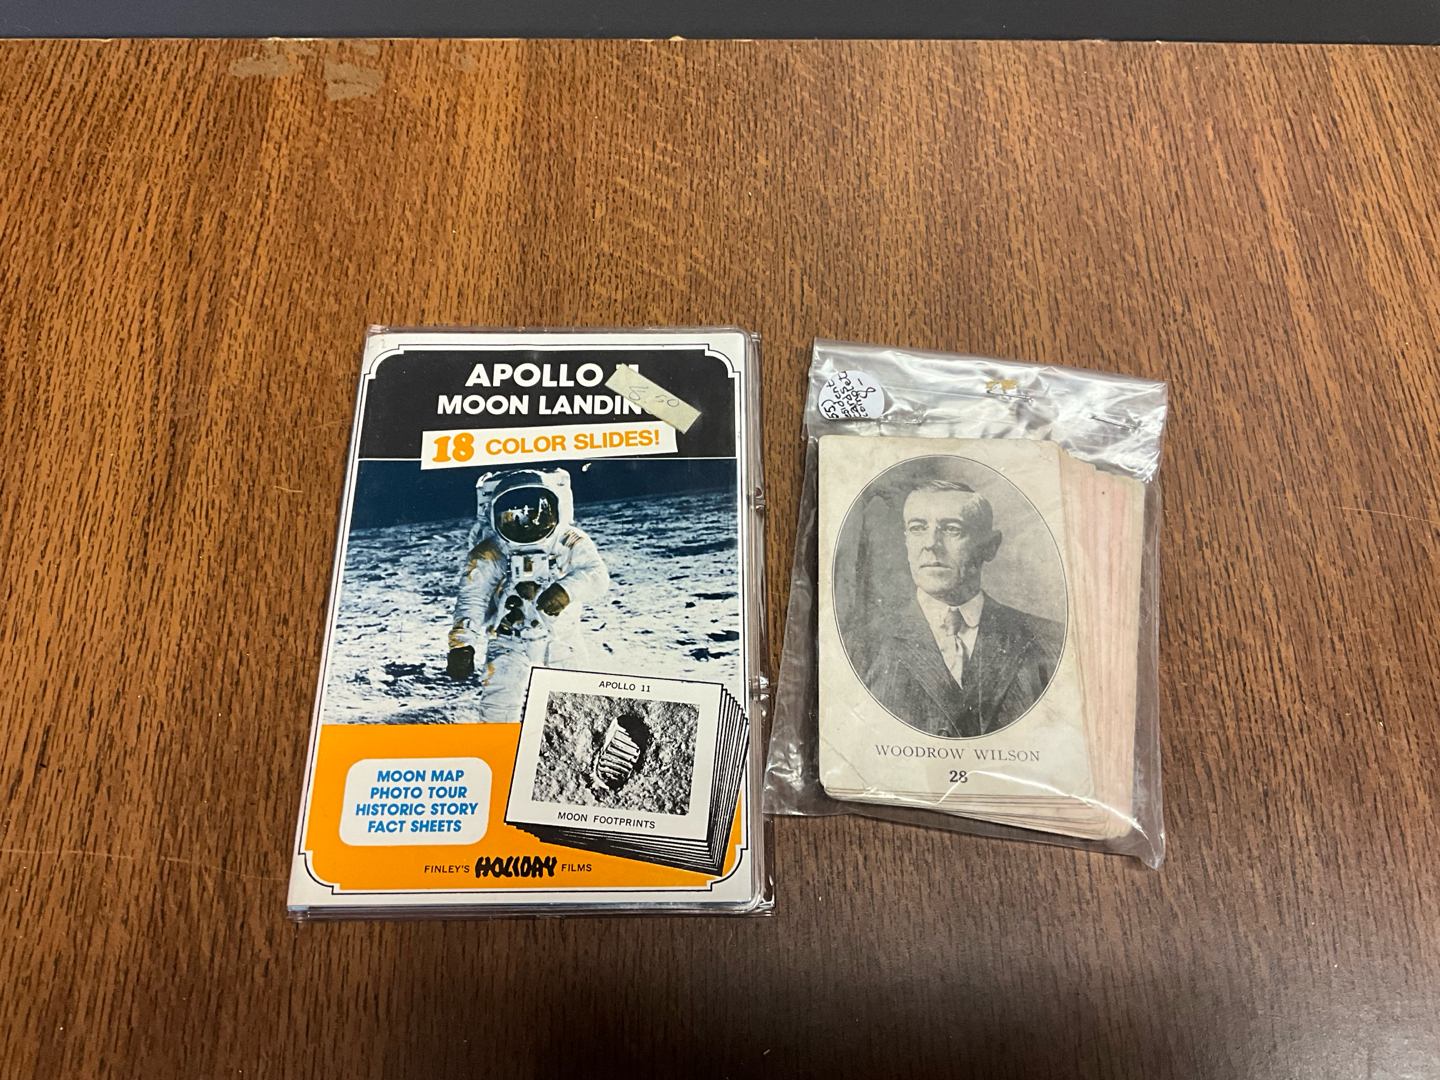 APOLLO 11
MOON LANDIN
18 COLOR SLIDES!
APOLLO 11
MOON FOOTPRINTS
MOON MAP
PHOTO TOUR
HISTORIC STORY
FACT SHEETS
FINLEY'S HOLIDAY FILMS
WOODROW WILSON
28